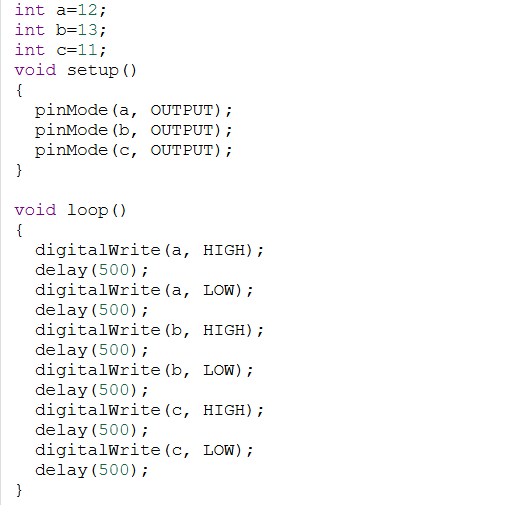 int a=12;
int b=13;
int c=11;
void setup()
{
  pinMode(a, OUTPUT);
  pinMode(b, OUTPUT);
  pinMode(c, OUTPUT);
}

void loop()
{
  digitalWrite(a, HIGH);
  delay(500);
  digitalWrite(a, LOW);
  delay(500);
  digitalWrite(b, HIGH);
  delay(500);
  digitalWrite(b, LOW);
  delay(500);
  digitalWrite(c, HIGH);
  delay(500);
  digitalWrite(c, LOW);
  delay(500);
}